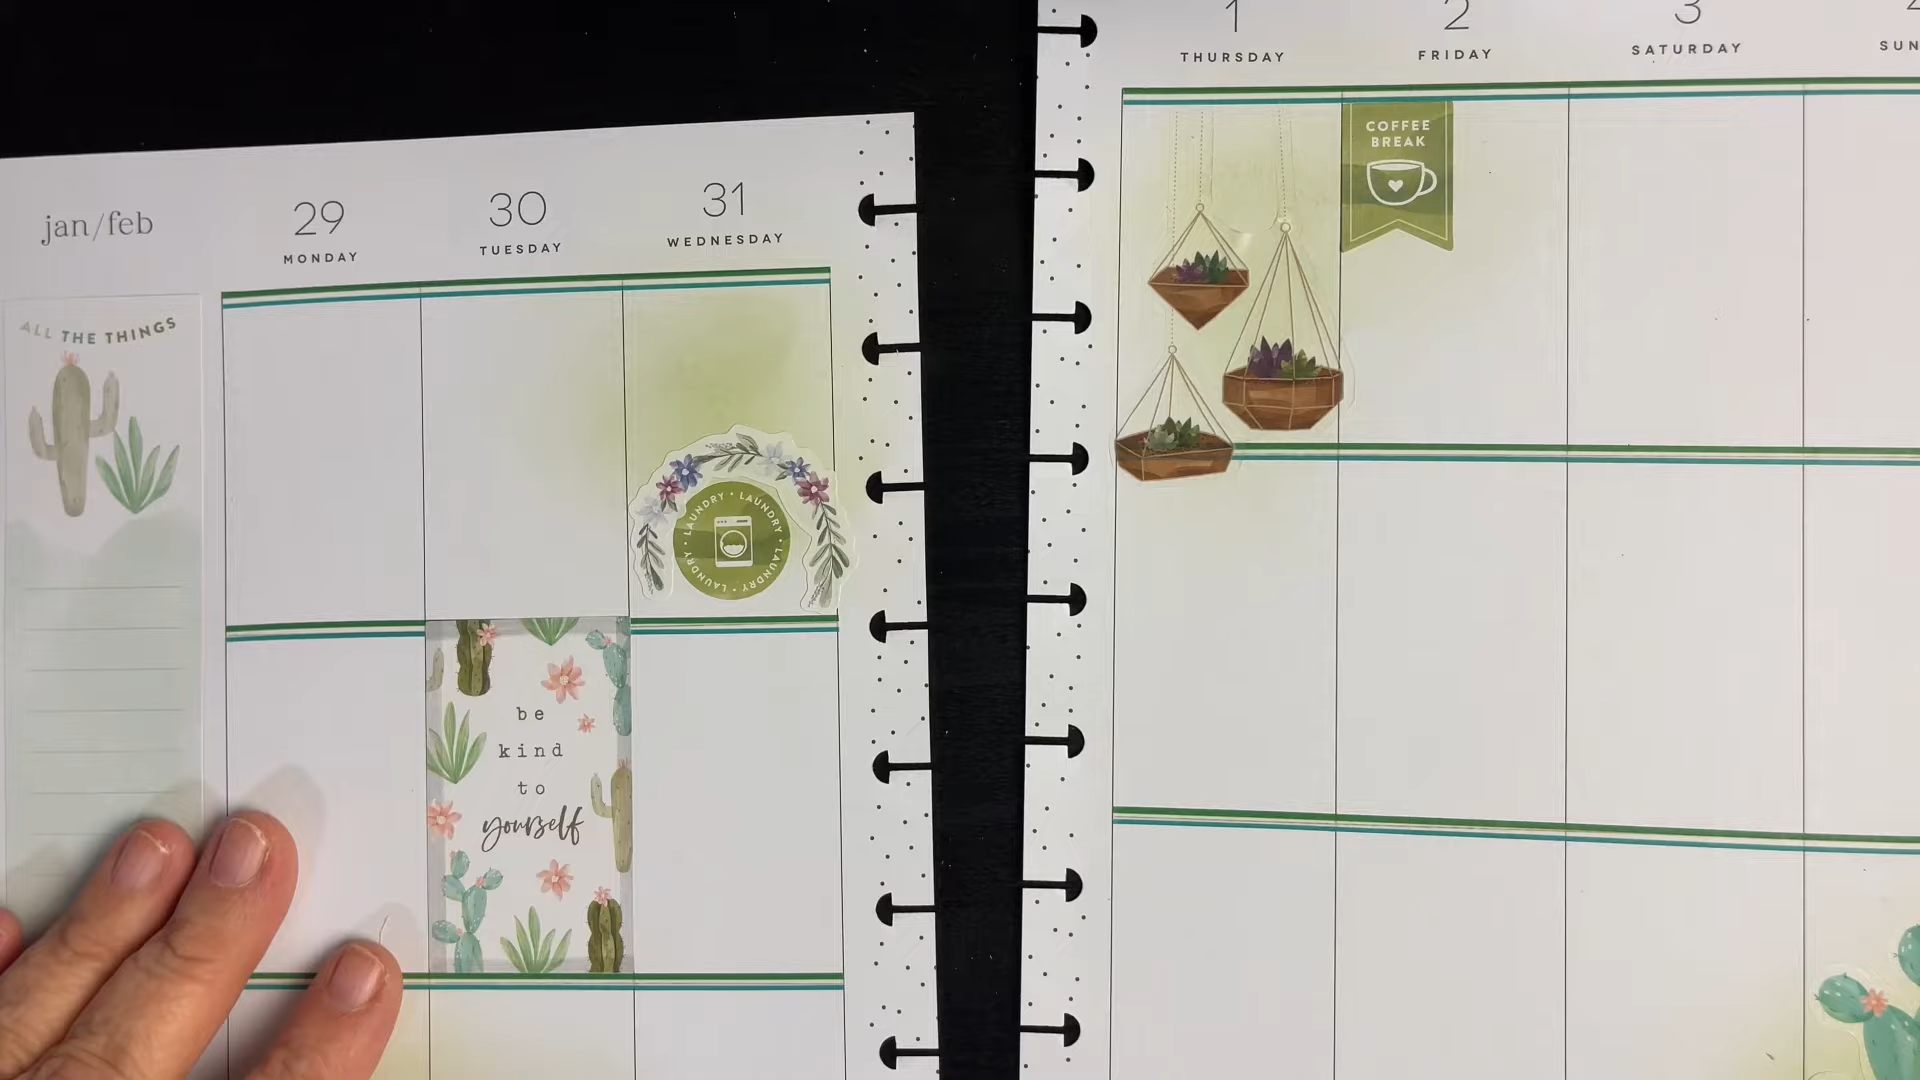 jan/feb
29
MONDAY
30
TUESDAY
31
WEDNESDAY
ALL THE THINGS
LAUNDRY • LAUNDRY • LAUNDRY • LAUNDRY •
be
kind
to
yourself
1
THURSDAY
2
FRIDAY
3
SATURDAY
SUN
COFFEE
BREAK